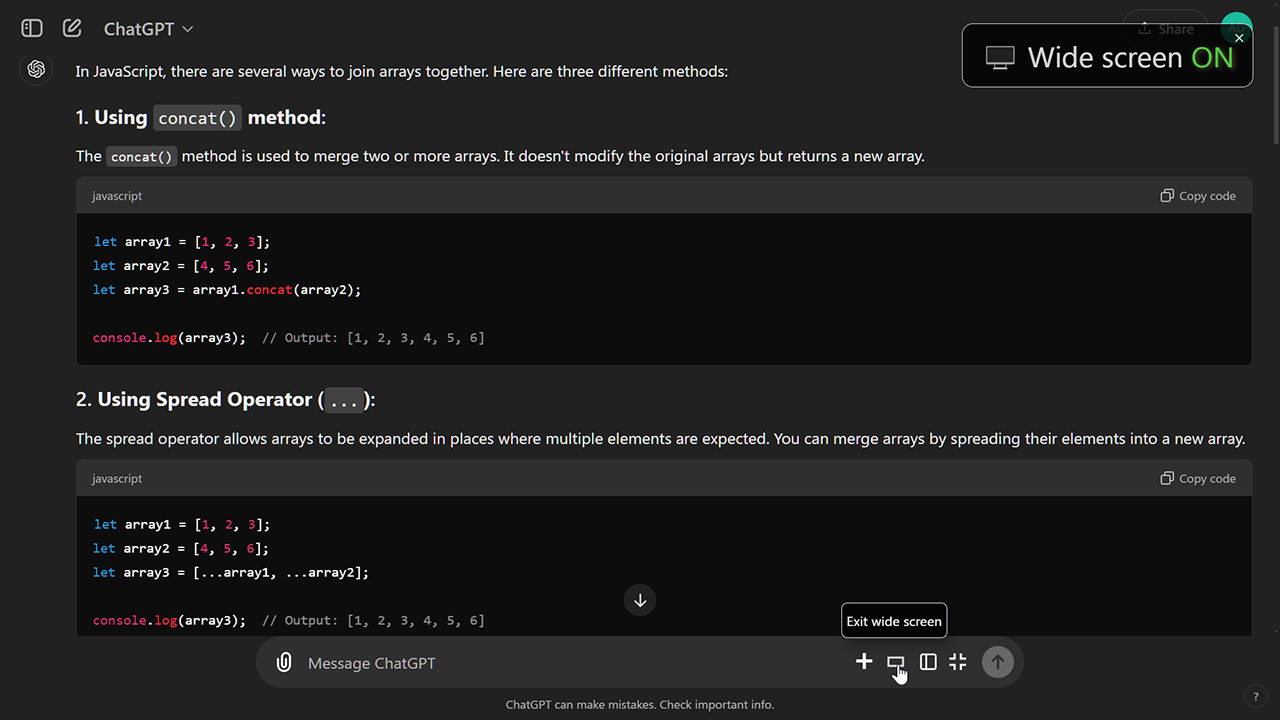 ChatGPT
Share
Wide screen ON
In JavaScript, there are several ways to join arrays together. Here are three different methods:
1. Using concat() method:
The concat() method is used to merge two or more arrays. It doesn't modify the original arrays but returns a new array.
javascript
Copy code
let array1 = [1, 2, 3];
let array2 = [4, 5, 6];
let array3 = array1.concat(array2);
console.log(array3);  // Output: [1, 2, 3, 4, 5, 6]
2. Using Spread Operator (...):
The spread operator allows arrays to be expanded in places where multiple elements are expected. You can merge arrays by spreading their elements into a new array.
javascript
Copy code
let array1 = [1, 2, 3];
let array2 = [4, 5, 6];
let array3 = [...array1, ...array2];
console.log(array3);  // Output: [1, 2, 3, 4, 5, 6]
Exit wide screen
Message ChatGPT
ChatGPT can make mistakes. Check important info.
?